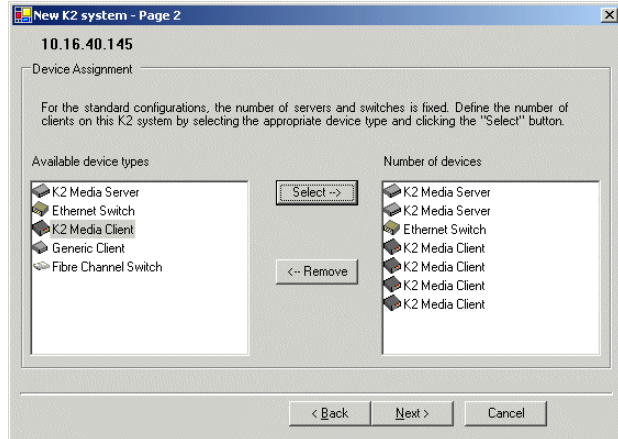 New K2 system - Page 2
10.16.40.145
Device Assignment
For the standard configurations, the number of servers and switches is fixed. Define the number of
clients on this K2 system by selecting the appropriate device type and clicking the "Select" button.
Available device types
K2 Media Server
Ethernet Switch
K2 Media Client
Generic Client
Fibre Channel Switch
Select -->
<-- Remove
Number of devices
K2 Media Server
K2 Media Server
Ethernet Switch
K2 Media Client
K2 Media Client
K2 Media Client
K2 Media Client
< Back
Next >
Cancel